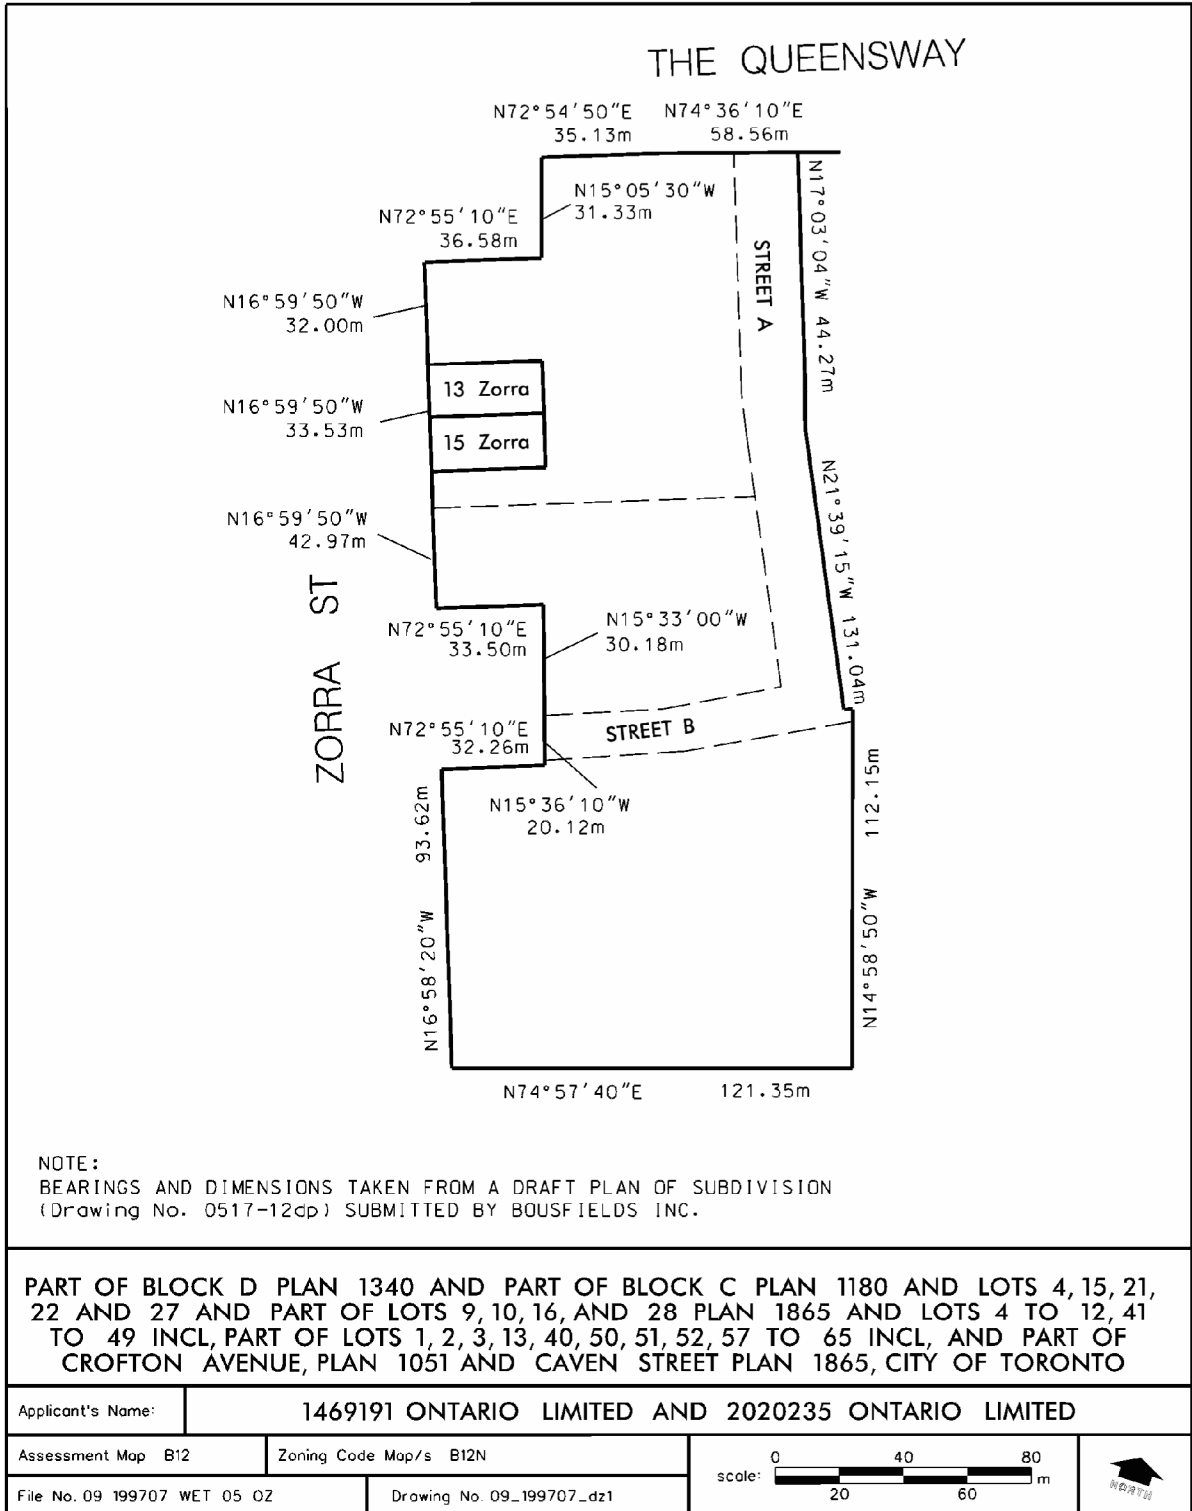 THE QUEENSWAY
N72°54'50"E N74°36'10"E
35.13m 58.56m
N15°05'30"W
31.33m
N72°55'10"E
36.58m
N17°03'04"W 44.27m
STREET A
N16°59'50"W
32.00m
13 Zorra
N16°59'50"W
33.53m
15 Zorra
N21°39'15"W 131.04m
N16°59'50"W
42.97m
ZORRA ST
N72°55'10"E
33.50m
N15°33'00"W
30.18m
N72°55'10"E
32.26m
STREET B
N15°36'10"W
20.12m
N16°58'20"W 93.62m
N14°58'50"W 112.15m
N74°57'40"E 121.35m
NOTE:
BEARINGS AND DIMENSIONS TAKEN FROM A DRAFT PLAN OF SUBDIVISION
(Drawing No. 0517-12dp) SUBMITTED BY BOUSFIELDS INC.
PART OF BLOCK D PLAN 1340 AND PART OF BLOCK C PLAN 1180 AND LOTS 4, 15, 21,
22 AND 27 AND PART OF LOTS 9, 10, 16, AND 28 PLAN 1865 AND LOTS 4 TO 12, 41
TO 49 INCL, PART OF LOTS 1, 2, 3, 13, 40, 50, 51, 52, 57 TO 65 INCL, AND PART OF
CROFTON AVENUE, PLAN 1051 AND CAVEN STREET PLAN 1865, CITY OF TORONTO
Applicant's Name: 1469191 ONTARIO LIMITED AND 2020235 ONTARIO LIMITED
Assessment Map B12 Zoning Code Map/s B12N
File No. 09 199707 WET 05 OZ Drawing No. 09_199707_dz1
0 40 80
scale: m
20 60
NORTH